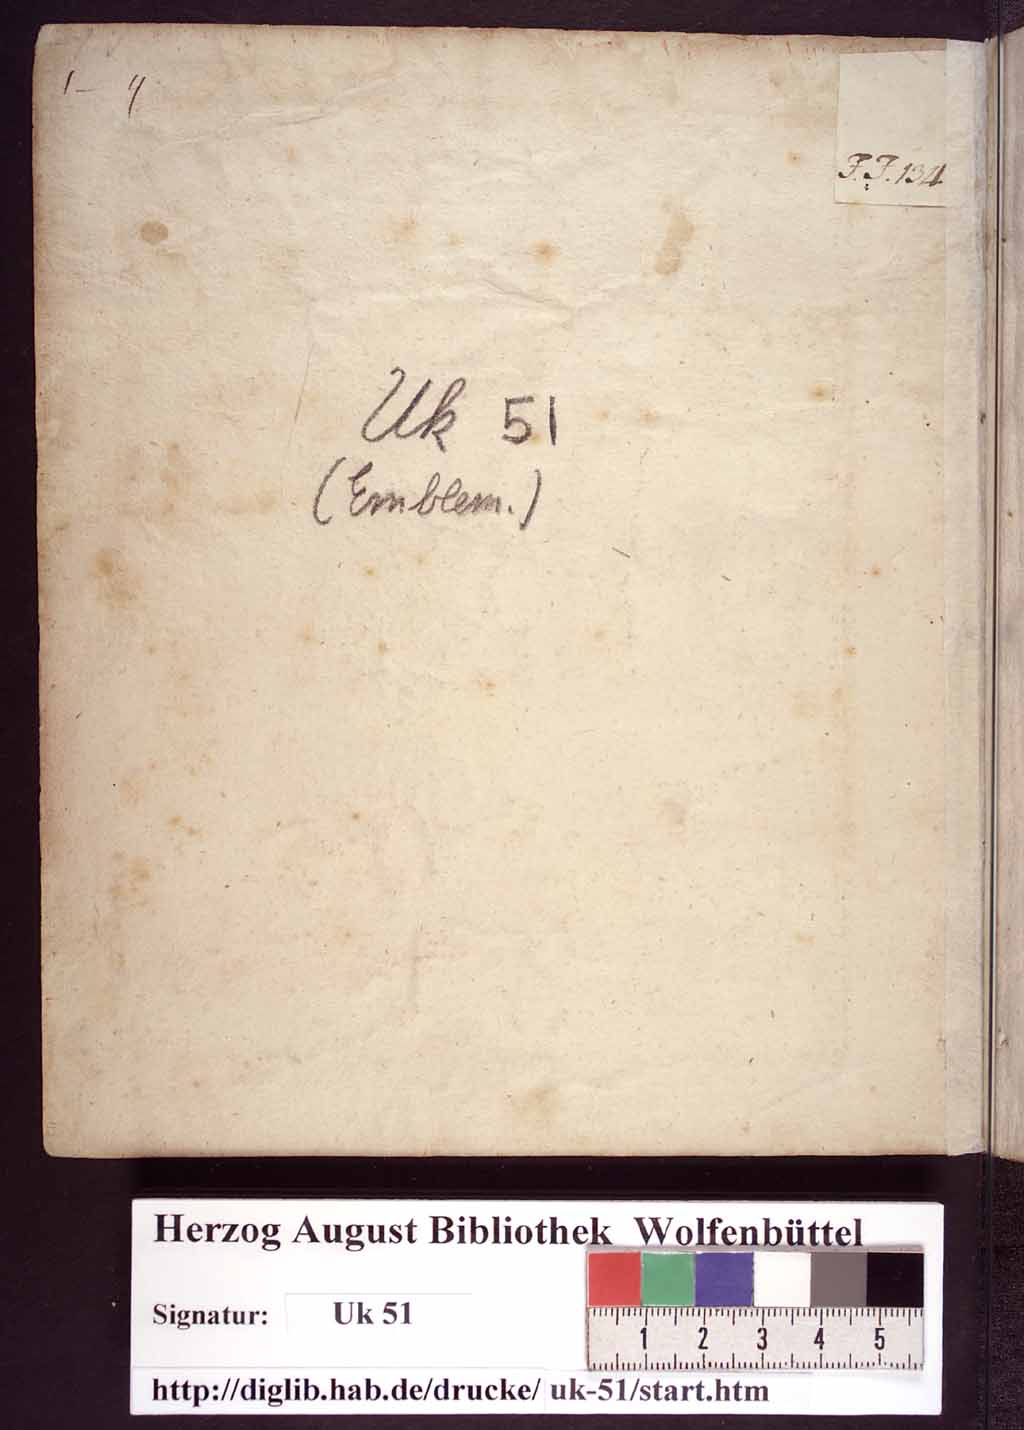 1 – 4
F. F. 134
Uk 51
(Emblem.)
Herzog August Bibliothek Wolfenbüttel
Signatur: Uk 51
1 2 3 4 5
http://diglib.hab.de/drucke/ uk-51/start.htm